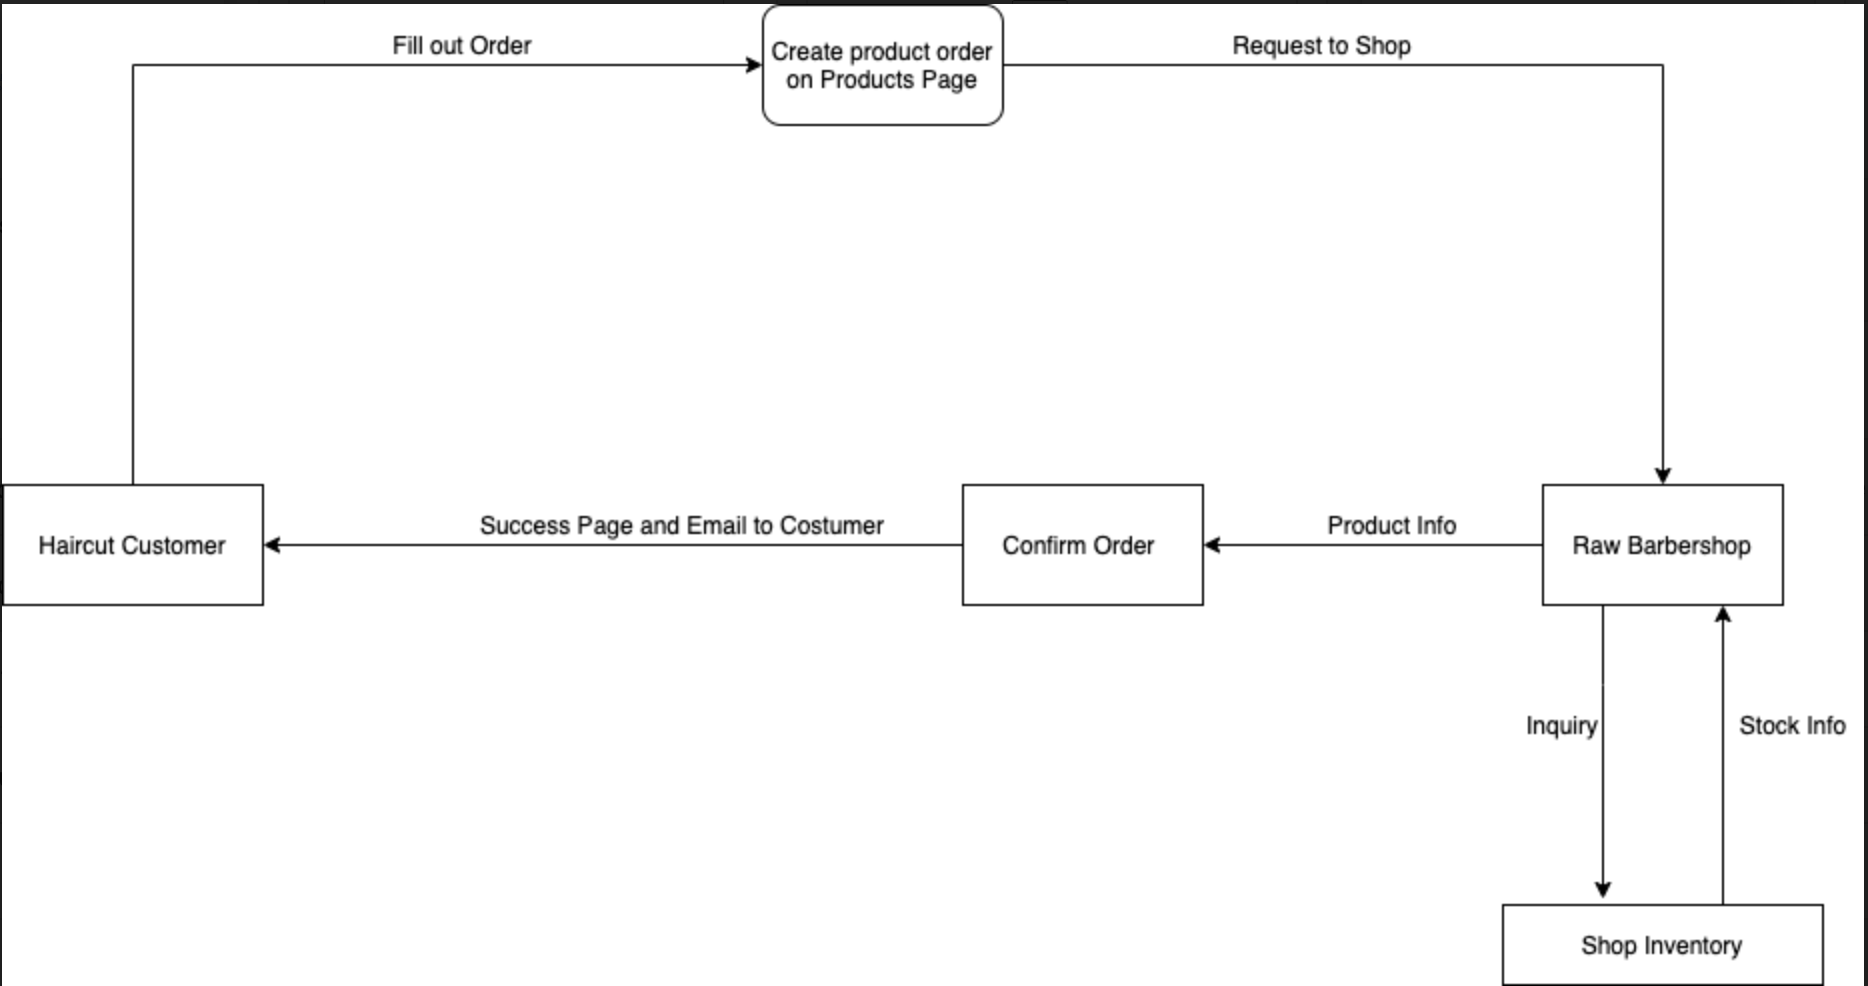 Fill out Order
Create product order
on Products Page
Request to Shop
Haircut Customer
Success Page and Email to Costumer
Confirm Order
Product Info
Raw Barbershop
Inquiry
Stock Info
Shop Inventory